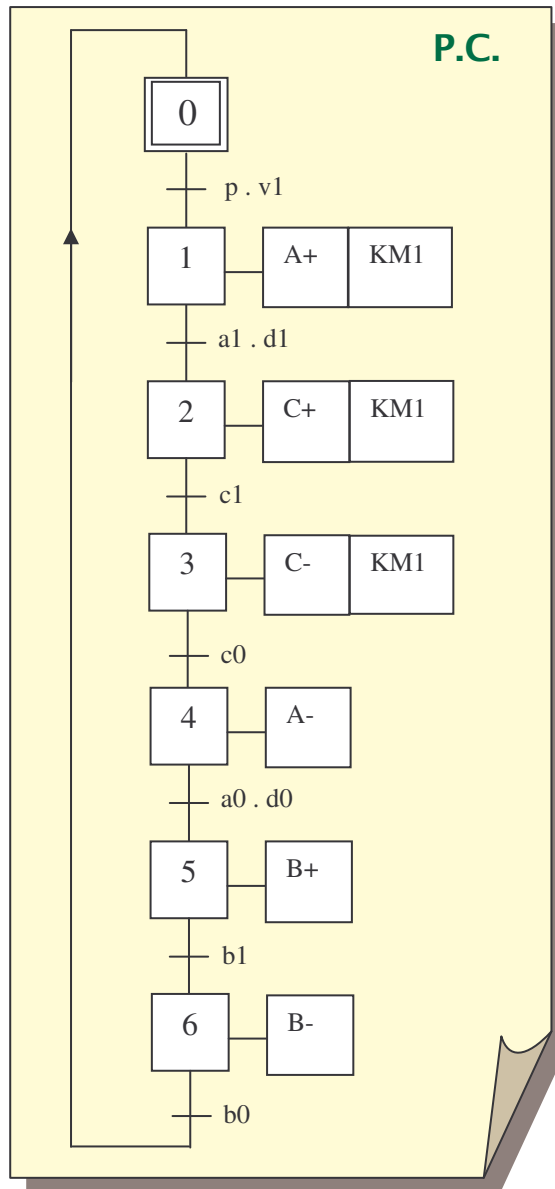 P.C.
0
p . v1
1 A+ KM1
a1 . d1
2 C+ KM1
c1
3 C- KM1
c0
4 A-
a0 . d0
5 B+
b1
6 B-
b0